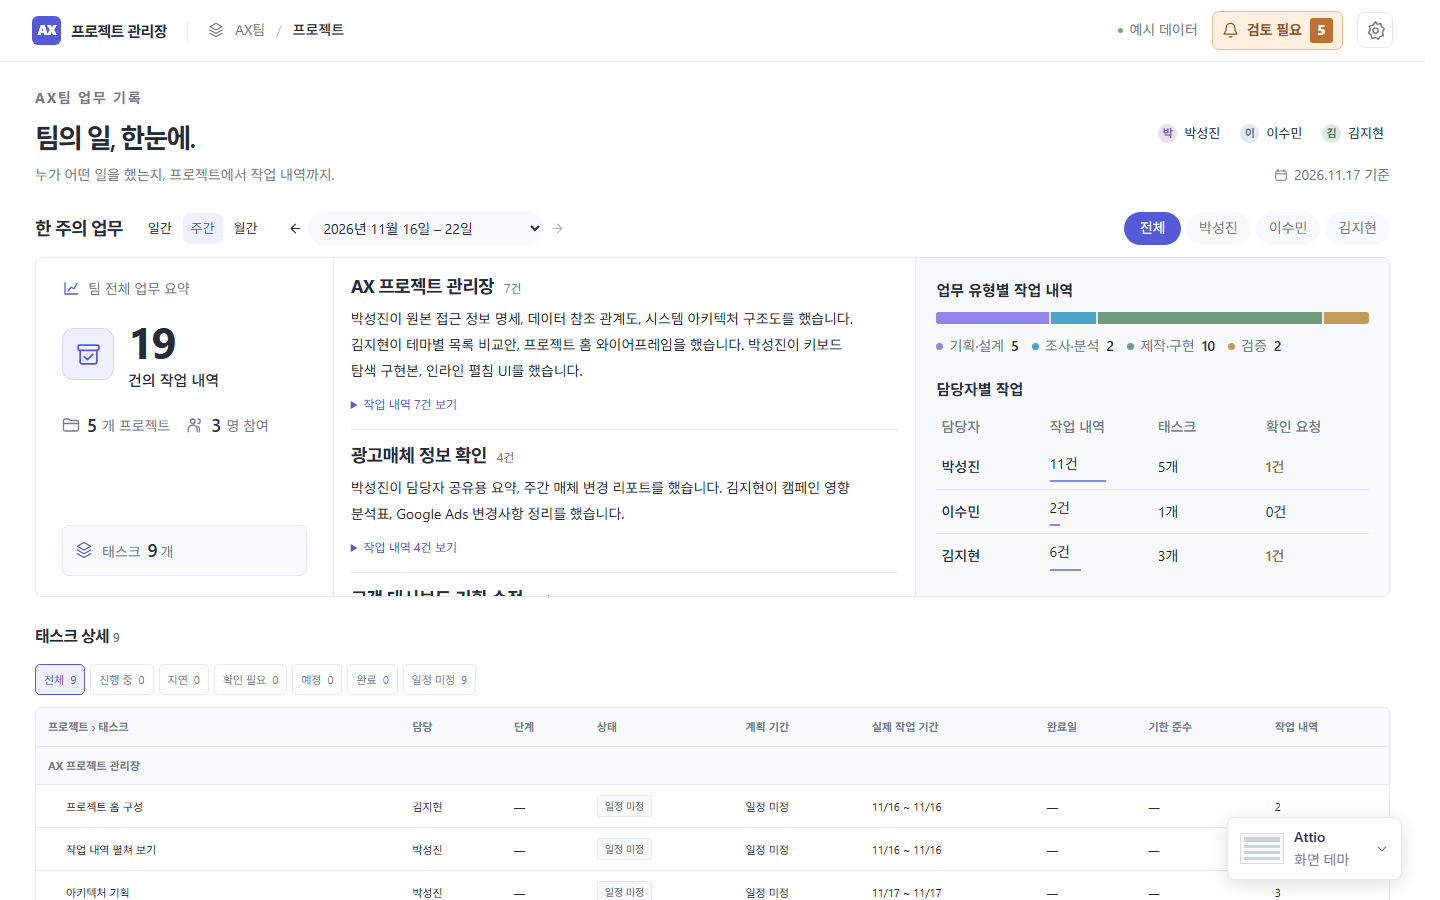 AX 프로젝트 관리장 AX팀 / 프로젝트
예시 데이터 검토 필요 5
AX팀 업무 기록
팀의 일, 한눈에.
박 박성진 이 이수민 김 김지현
누가 어떤 일을 했는지, 프로젝트에서 작업 내역까지.
2026.11.17 기준
한 주의 업무 일간 주간 월간 ← 2026년 11월 16일 – 22일 →
전체 박성진 이수민 김지현
팀 전체 업무 요약
19
건의 작업 내역
5 개 프로젝트 3 명 참여
태스크 9 개
AX 프로젝트 관리장 7건
박성진이 원본 접근 정보 명세, 데이터 참조 관계도, 시스템 아키텍처 구조도를 했습니다.
김지현이 테마별 목록 비교안, 프로젝트 홈 와이어프레임을 했습니다. 박성진이 키보드
탐색 구현본, 인라인 펼침 UI를 했습니다.
▶ 작업 내역 7건 보기
광고매체 정보 확인 4건
박성진이 담당자 공유용 요약, 주간 매체 변경 리포트를 했습니다. 김지현이 캠페인 영향
분석표, Google Ads 변경사항 정리를 했습니다.
▶ 작업 내역 4건 보기
업무 유형별 작업 내역
기획·설계 5 조사·분석 2 제작·구현 10 검증 2
담당자별 작업
담당자 작업 내역 태스크 확인 요청
박성진 11건 5개 1건
이수민 2건 1개 0건
김지현 6건 3개 1건
태스크 상세 9
전체 9 진행 중 0 지연 0 확인 필요 0 예정 0 완료 0 일정 미정 9
프로젝트 › 태스크 담당 단계 상태 계획 기간 실제 작업 기간 완료일 기한 준수 작업 내역
AX 프로젝트 관리장
프로젝트 홈 구성 김지현 — 일정 미정 일정 미정 11/16 ~ 11/16 — — 2
작업 내역 펼쳐 보기 박성진 — 일정 미정 일정 미정 11/16 ~ 11/16 — —
아키텍처 기획 박성진 — 일정 미정 일정 미정 11/17 ~ 11/17 — — 3
Attio
화면 테마